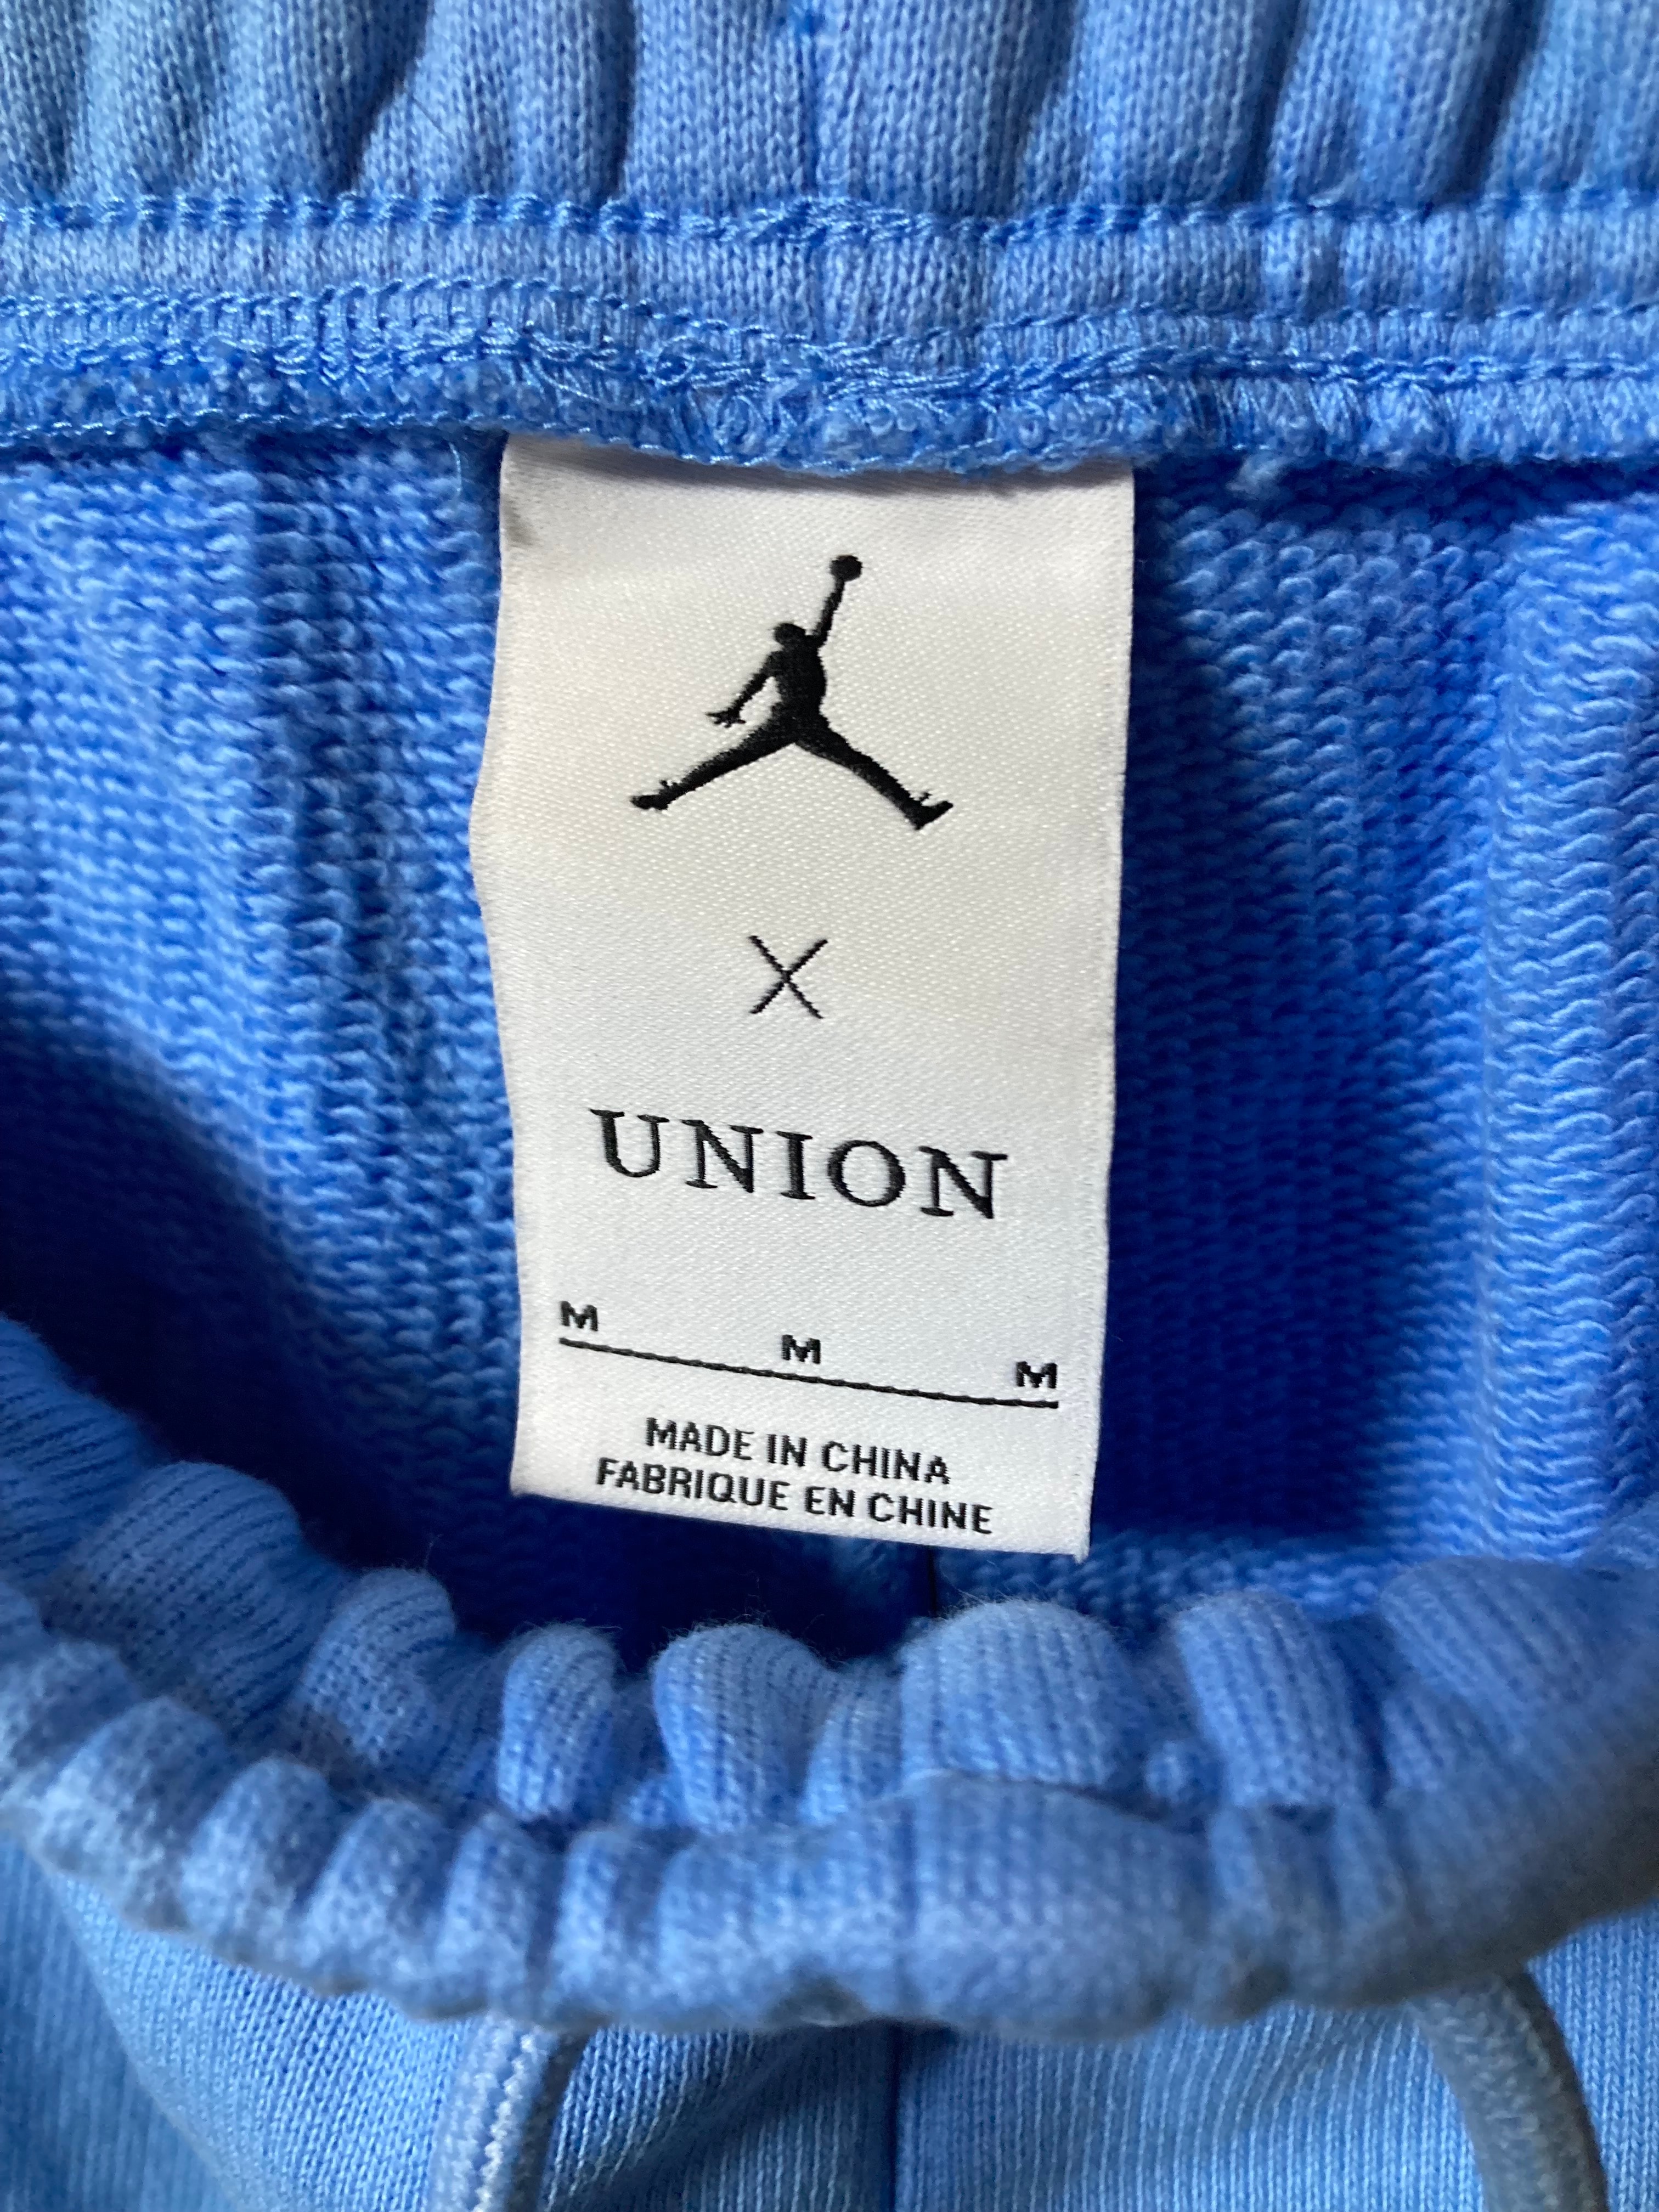 X
UNION
M M M
MADE IN CHINA
FABRIQUE EN CHINE